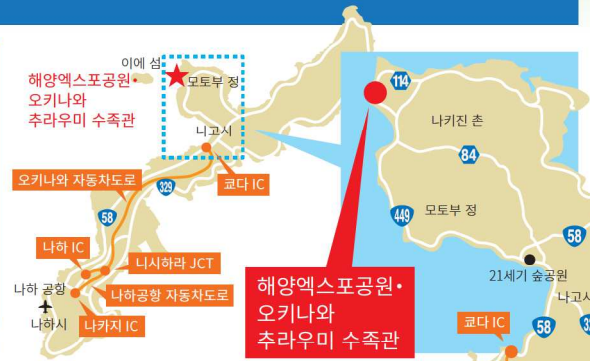 이에 섬
해양엑스포공원·
오키나와
추라우미 수족관
모토부 정
니고시
쿄다 IC
오키나와 자동차도로
329
58
나하 IC
니시하라 JCT
나하 공항
나하공항 자동차도로
나하시
나카지 IC
114
나키진 촌
84
449
모토부 정
58
21세기 숲공원
나고시
해양엑스포공원·
오키나와
추라우미 수족관
쿄다 IC
58